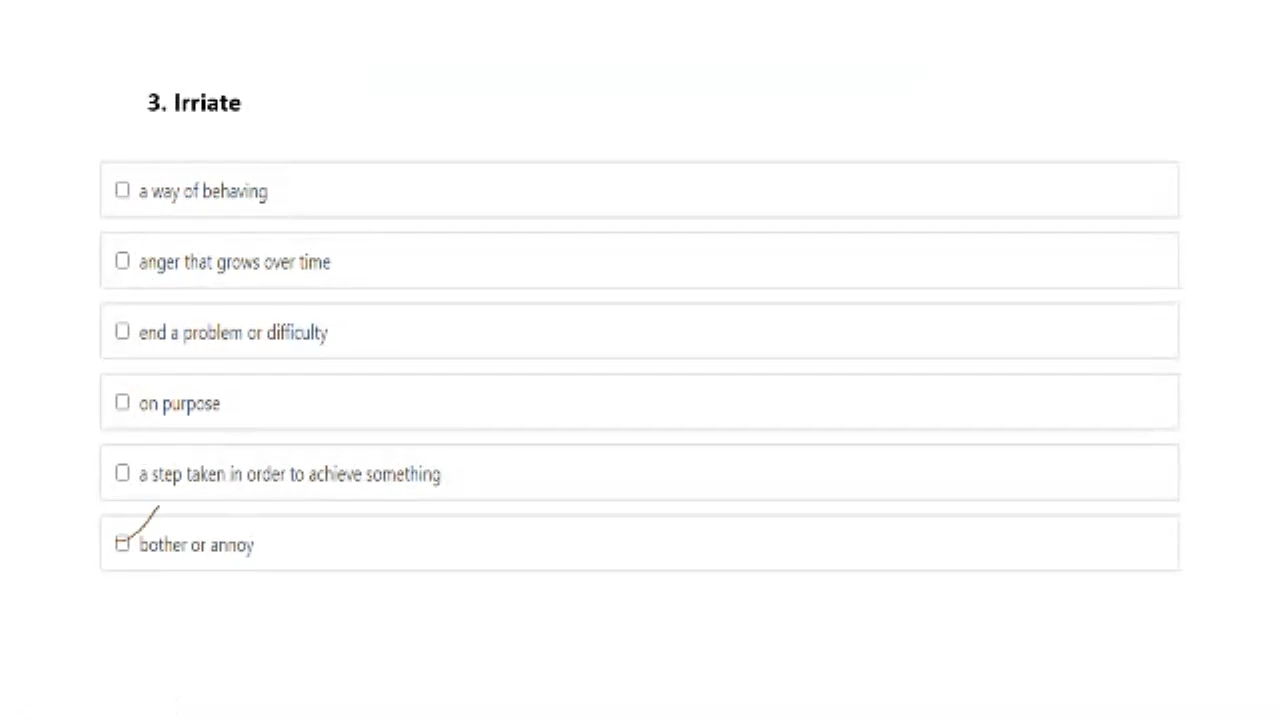 3. Irriate
a way of behaving
anger that grows over time
end a problem or difficulty
on purpose
a step taken in order to achieve something
bother or annoy